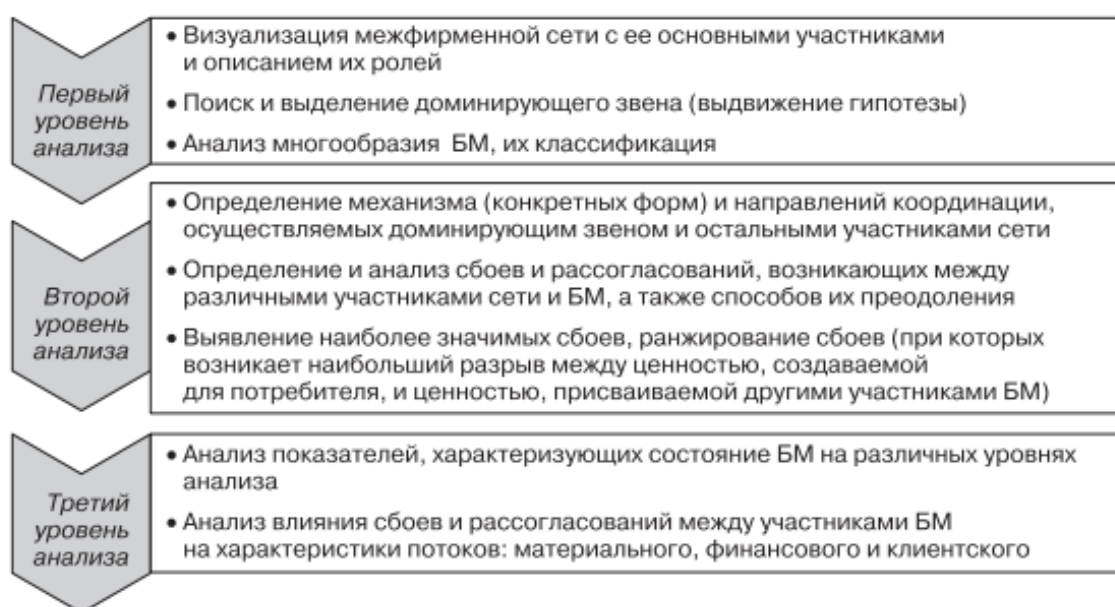 Первый
уровень
анализа
• Визуализация межфирменной сети с ее основными участниками
и описанием их ролей
• Поиск и выделение доминирующего звена (выдвижение гипотезы)
• Анализ многообразия БМ, их классификация
Второй
уровень
анализа
• Определение механизма (конкретных форм) и направлений координации,
осуществляемых доминирующим звеном и остальными участниками сети
• Определение и анализ сбоев и рассогласований, возникающих между
различными участниками сети и БМ, а также способов их преодоления
• Выявление наиболее значимых сбоев, ранжирование сбоев (при которых
возникает наибольший разрыв между ценностью, создаваемой
для потребителя, и ценностью, присваиваемой другими участниками БМ)
Третий
уровень
анализа
• Анализ показателей, характеризующих состояние БМ на различных уровнях
анализа
• Анализ влияния сбоев и рассогласований между участниками БМ
на характеристики потоков: материального, финансового и клиентского